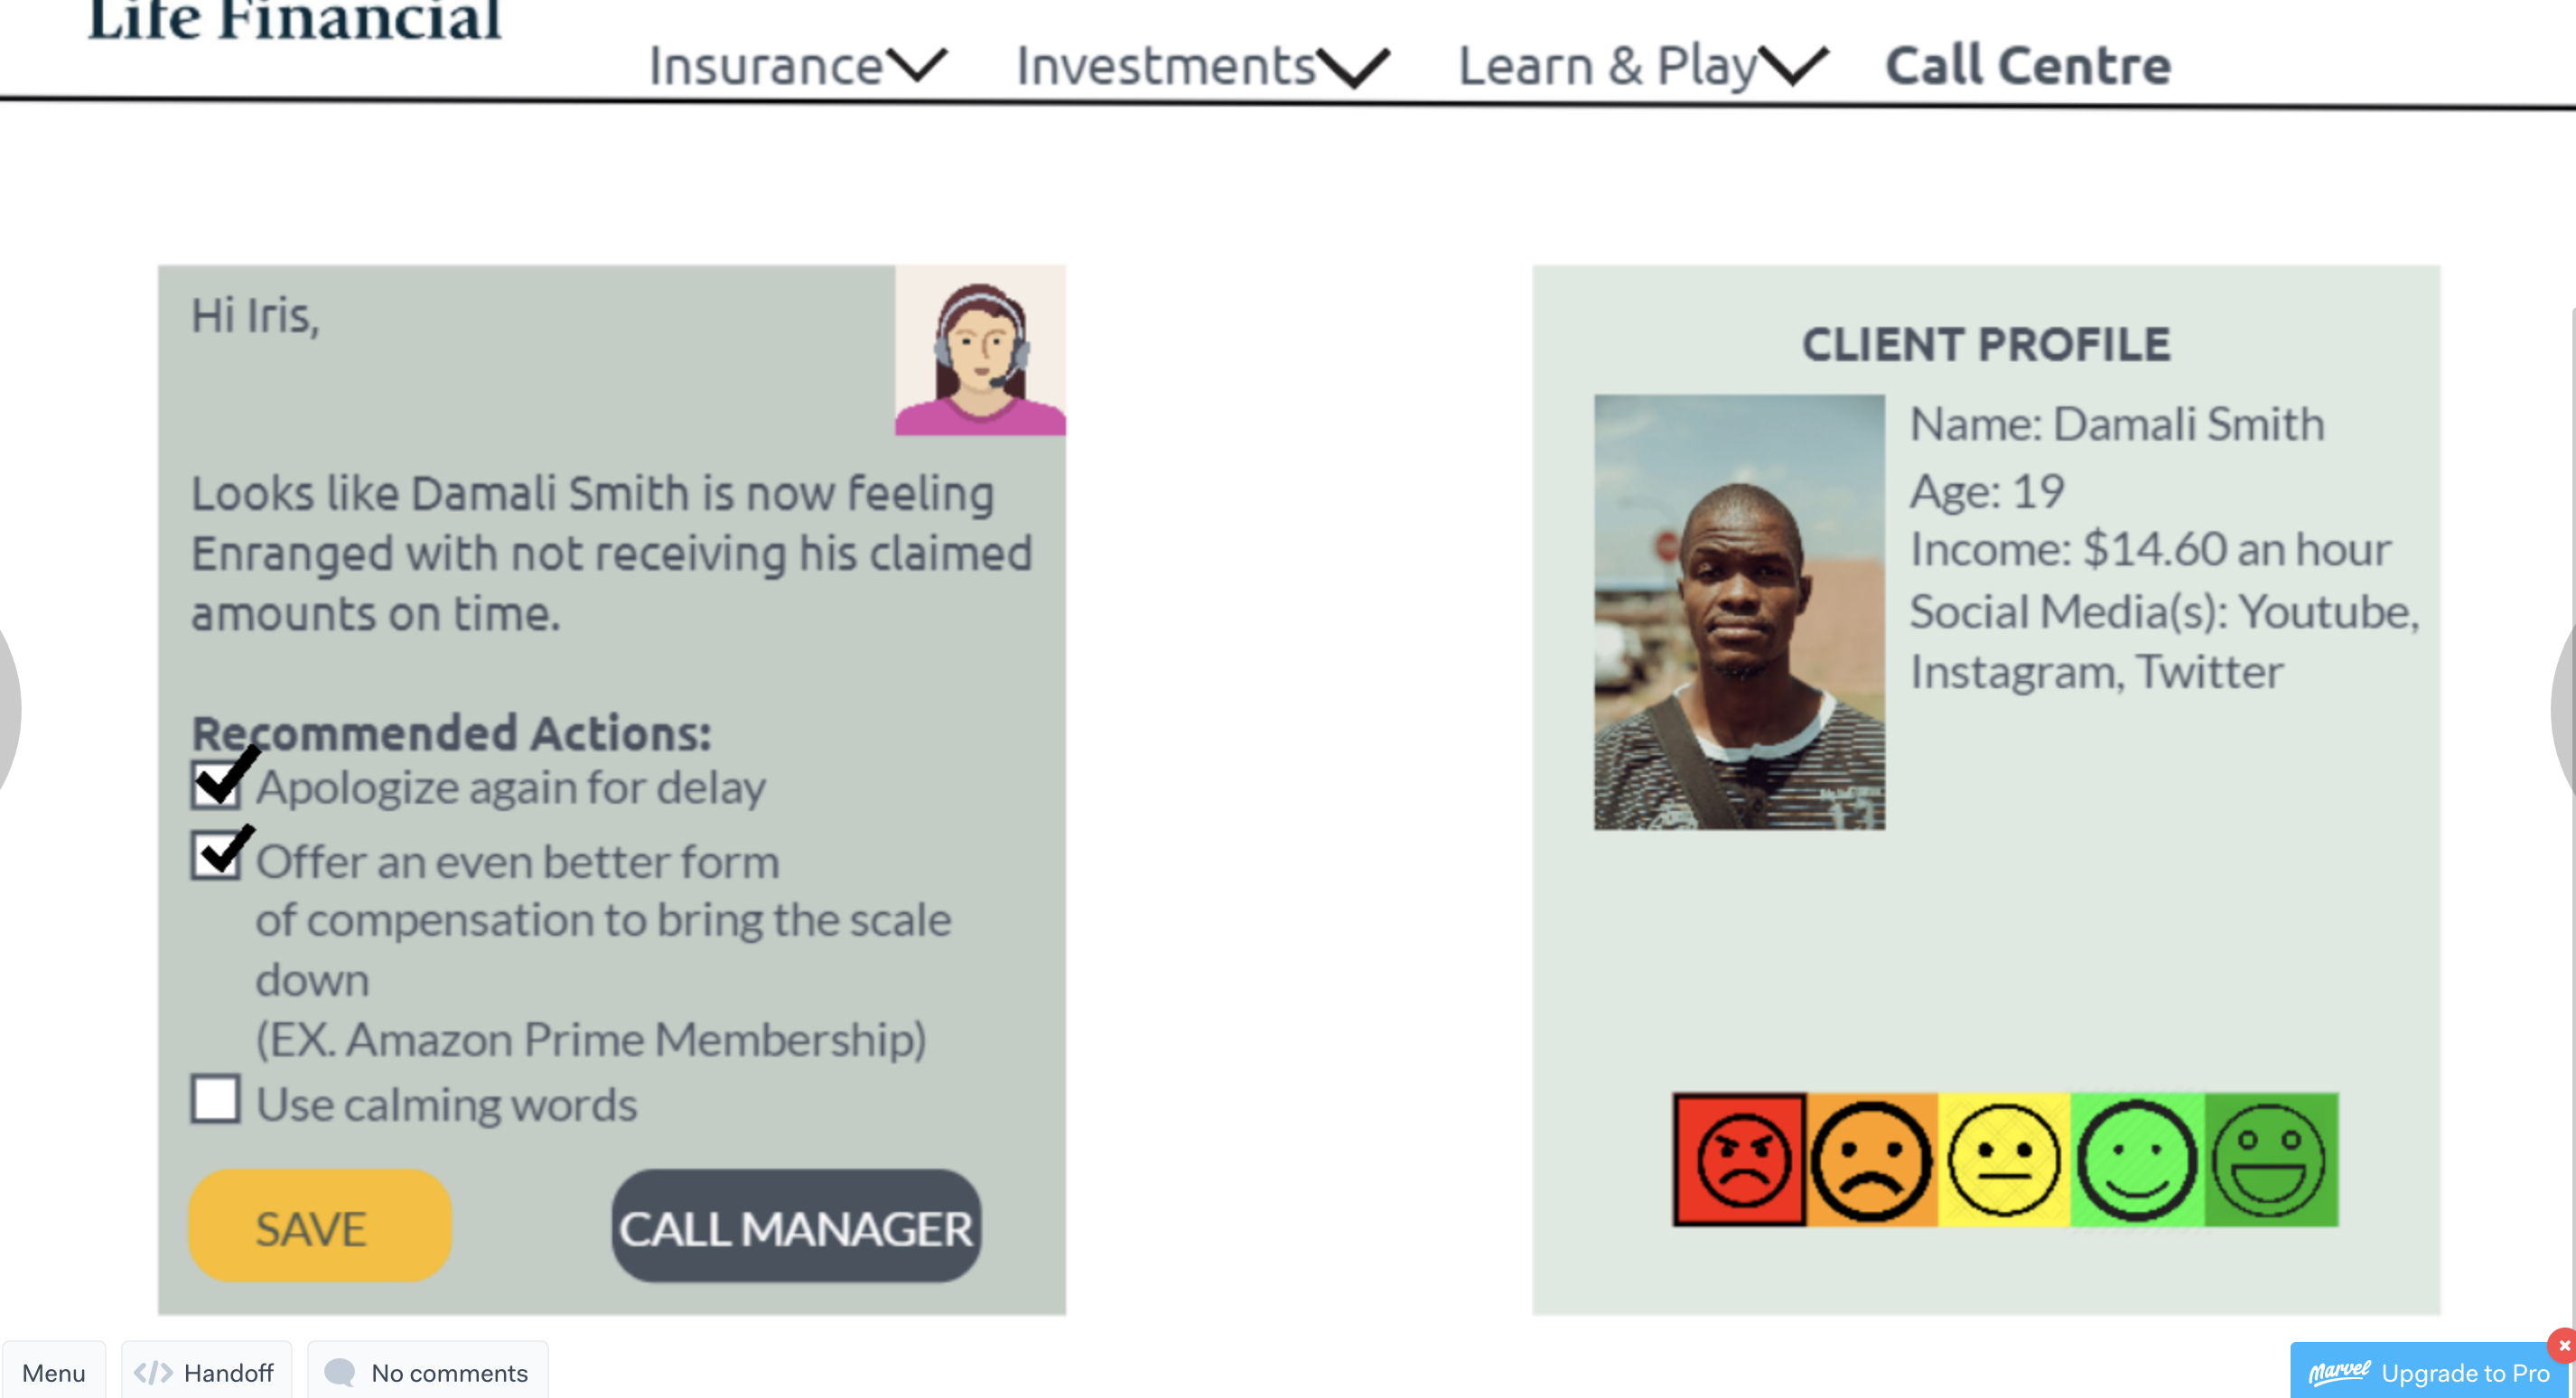 Life Financial
Insurance
Investments
Learn & Play
Call Centre
Hi Iris,
Looks like Damali Smith is now feeling
Enranged with not receiving his claimed
amounts on time.
Recommended Actions:
Apologize again for delay
Offer an even better form
of compensation to bring the scale
down
(EX. Amazon Prime Membership)
Use calming words
SAVE
CALL MANAGER
CLIENT PROFILE
Name: Damali Smith
Age: 19
Income: $14.60 an hour
Social Media(s): Youtube,
Instagram, Twitter
Menu
</> Handoff
No comments
Marvel Upgrade to Pro